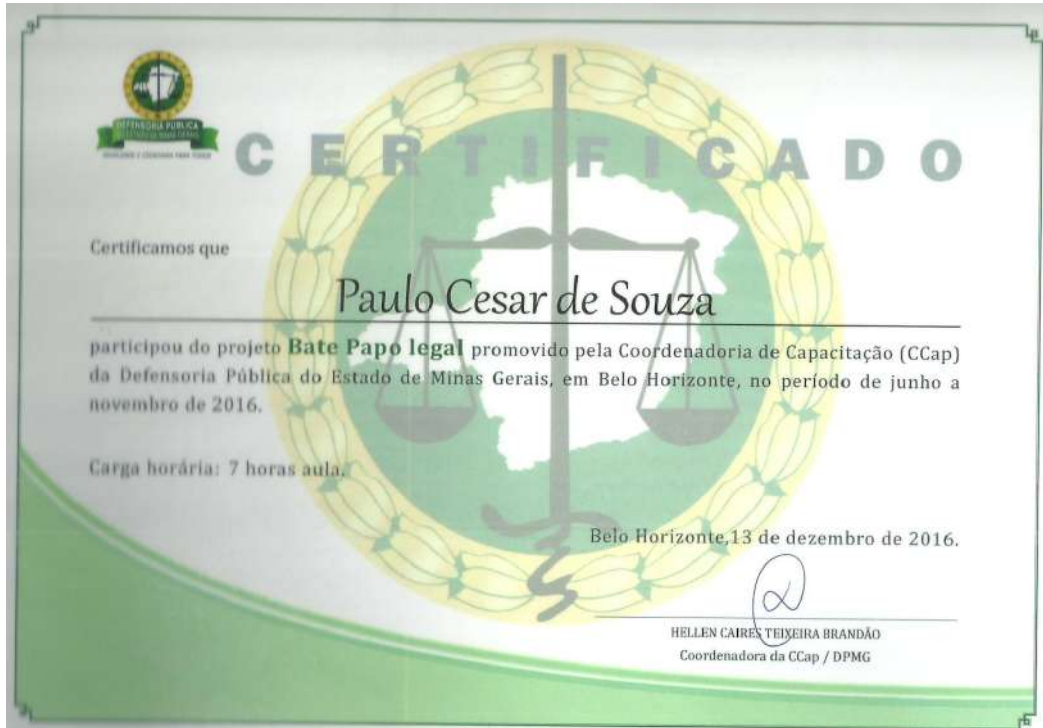 DEFENSORIA PÚBLICA
CERTIFICADO
Certificamos que
Paulo Cesar de Souza
participou do projeto Bate Papo legal promovido pela Coordenadoria de Capacitação (CCap)
da Defensoria Pública do Estado de Minas Gerais, em Belo Horizonte, no período de junho a
novembro de 2016.
Carga horária: 7 horas aula.
Belo Horizonte,13 de dezembro de 2016.
HELLEN CAIRES TEIXEIRA BRANDÃO
Coordenadora da CCap / DPMG